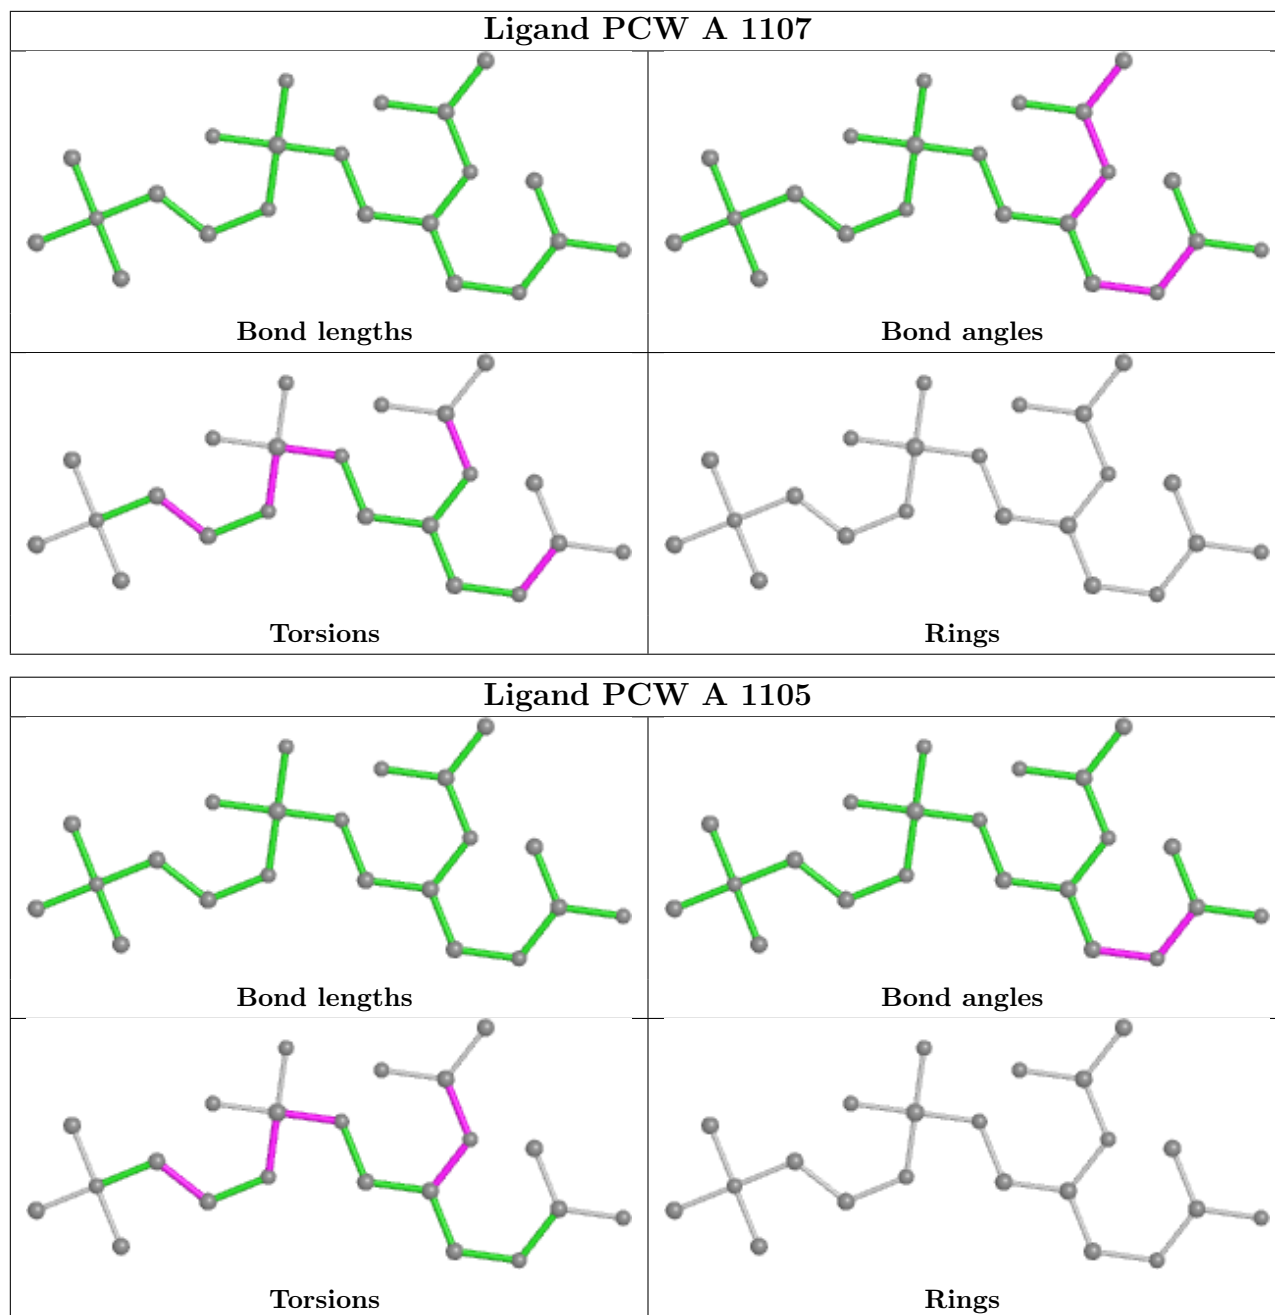 Ligand PCW A 1107
Bond lengths
Bond angles
Torsions
Rings
Ligand PCW A 1105
Bond lengths
Bond angles
Torsions
Rings